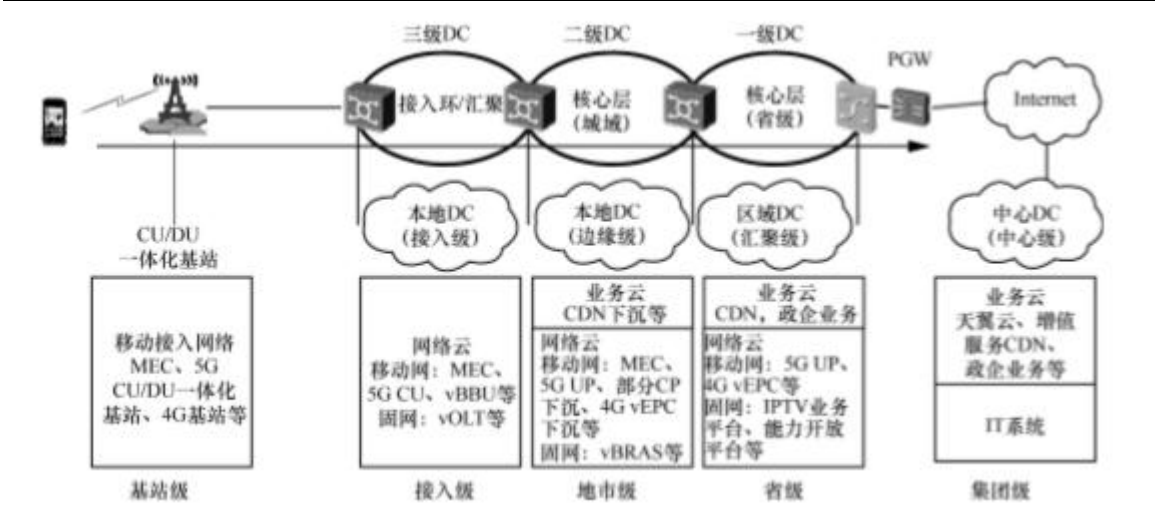 三级DC
二级DC
一级DC
PGW
接入环/汇聚
核心层
(城域)
核心层
(省级)
Internet
CU/DU
一体化基站
本地DC
(接入级)
本地DC
(边缘级)
区域DC
(汇聚级)
中心DC
(中心级)
移动接入网络
MEC、5G
CU/DU一体化
基站、4G基站等
网络云
移动网：MEC、
5G CU、vBBU等
固网：vOLT等
业务云
CDN下沉等
网络云
移动网：MEC、
5G UP、部分CP
下沉、4G vEPC
下沉等
固网：vBRAS等
业务云
CDN，政企业务
网络云
移动网：5G UP、
4G vEPC等
固网：IPTV业务
平台、能力开放
平台等
业务云
天翼云、增值
服务CDN、
政企业务等
IT系统
基站级
接入级
地市级
省级
集团级